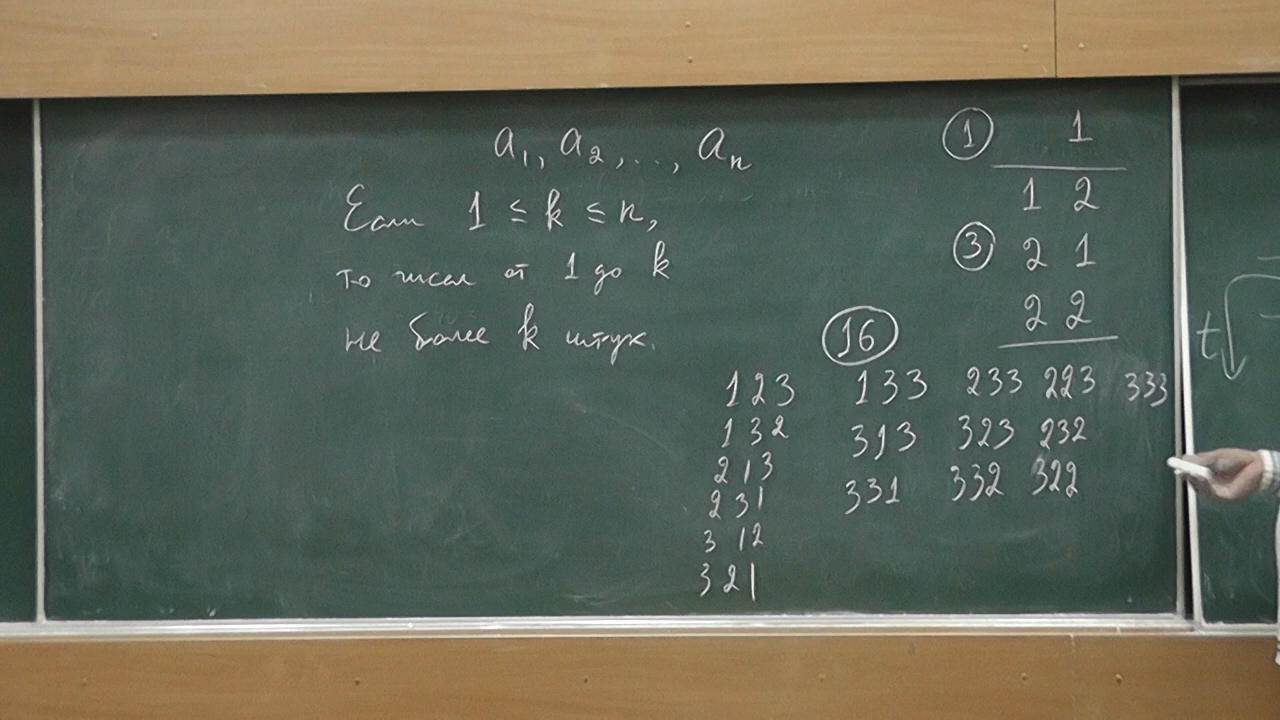 a₁, a₂, ..., aₙ
Если 1 ≤ k ≤ n,
то чисел от 1 до k
не более k штук.
① 1
1 2
③ 2 1
2 2
⑯
123 133 233 223 333
132 313 323 232
213 331 332 322
231
312
321
t